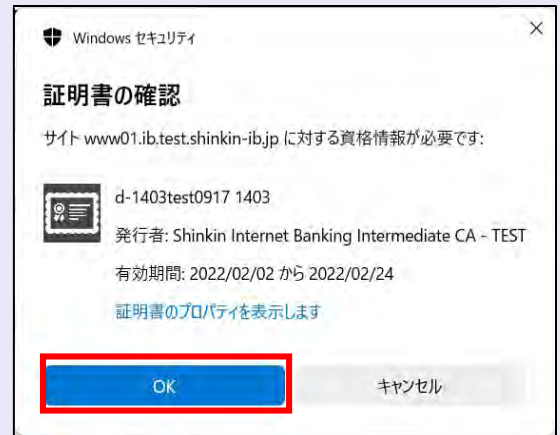 Windows セキュリティ
証明書の確認
サイト www01.ib.test.shinkin-ib.jp に対する資格情報が必要です:
d-1403test0917 1403
発行者: Shinkin Internet Banking Intermediate CA - TEST
有効期間: 2022/02/02 から 2022/02/24
証明書のプロパティを表示します
OK
キャンセル